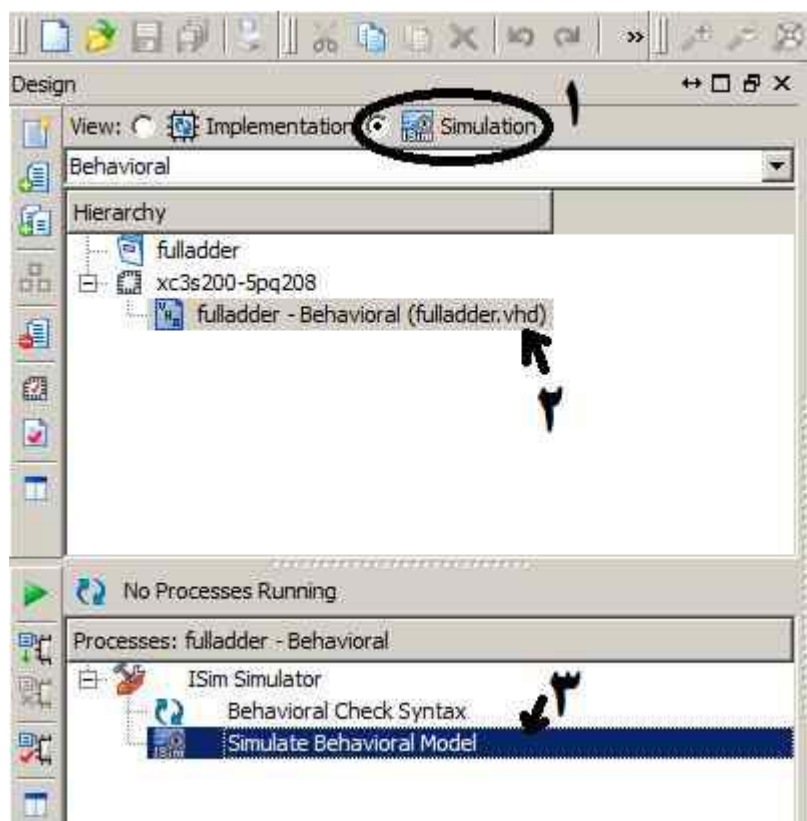 Design
View: Implementation Simulation ۱
Behavioral
Hierarchy
fulladder
xc3s200-5pq208
fulladder - Behavioral (fulladder.vhd)
۲
No Processes Running
Processes: fulladder - Behavioral
ISim Simulator
۳
Behavioral Check Syntax
Simulate Behavioral Model